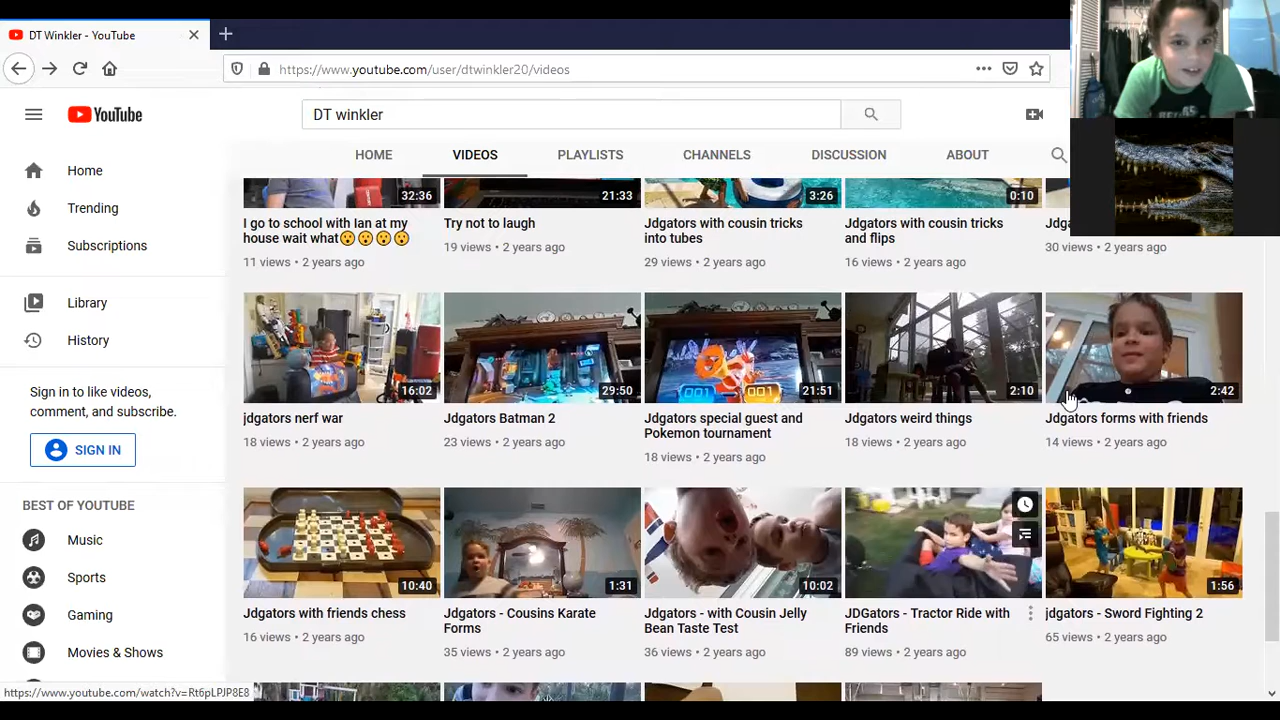 DT Winkler - YouTube
https://www.youtube.com/user/dtwinkler20/videos
YouTube
DT winkler
HOME VIDEOS PLAYLISTS CHANNELS DISCUSSION ABOUT
Home
Trending
Subscriptions
Library
History
Sign in to like videos,
comment, and subscribe.
SIGN IN
BEST OF YOUTUBE
Music
Sports
Gaming
Movies & Shows
32:36
I go to school with Ian at my
house wait what😮😮😮😮
11 views • 2 years ago
21:33
Try not to laugh
19 views • 2 years ago
3:26
Jdgators with cousin tricks
into tubes
29 views • 2 years ago
0:10
Jdgators with cousin tricks
and flips
16 views • 2 years ago
30 views • 2 years ago
16:02
jdgators nerf war
18 views • 2 years ago
29:50
Jdgators Batman 2
23 views • 2 years ago
21:51
Jdgators special guest and
Pokemon tournament
18 views • 2 years ago
2:10
Jdgators weird things
18 views • 2 years ago
2:42
Jdgators forms with friends
14 views • 2 years ago
10:40
Jdgators with friends chess
16 views • 2 years ago
1:31
Jdgators - Cousins Karate
Forms
35 views • 2 years ago
10:02
Jdgators - with Cousin Jelly
Bean Taste Test
36 views • 2 years ago
JDGators - Tractor Ride with
Friends
89 views • 2 years ago
1:56
jdgators - Sword Fighting 2
65 views • 2 years ago
https://www.youtube.com/watch?v=Rt6pLPJP8E8